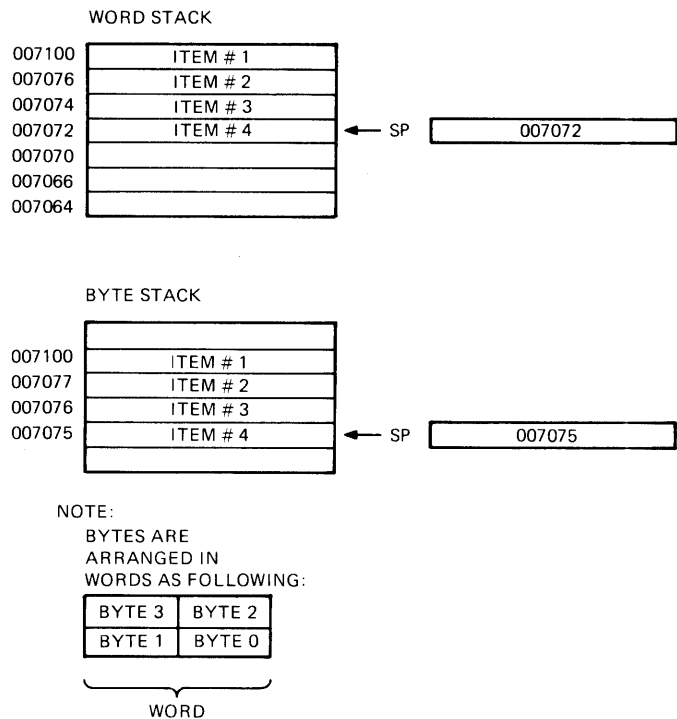 WORD STACK
007100 ITEM # 1
007076 ITEM # 2
007074 ITEM # 3
007072 ITEM # 4 SP 007072
007070
007066
007064
BYTE STACK
007100 ITEM # 1
007077 ITEM # 2
007076 ITEM # 3
007075 ITEM # 4 SP 007075
NOTE:
BYTES ARE
ARRANGED IN
WORDS AS FOLLOWING:
BYTE 3 BYTE 2
BYTE 1 BYTE 0
WORD